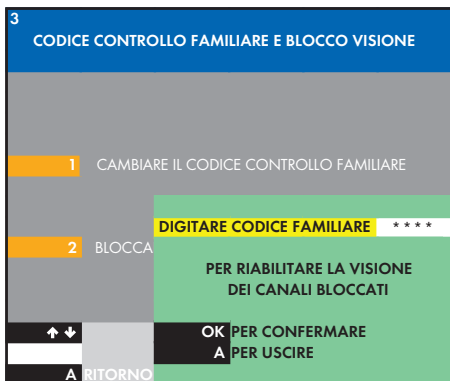 3
CODICE CONTROLLO FAMILIARE E BLOCCO VISIONE
1 CAMBIARE IL CODICE CONTROLLO FAMILIARE
DIGITARE CODICE FAMILIARE ****
2 BLOCCA
PER RIABILITARE LA VISIONE
DEI CANALI BLOCCATI
↑ ↓ OK PER CONFERMARE
A PER USCIRE
A RITORNO